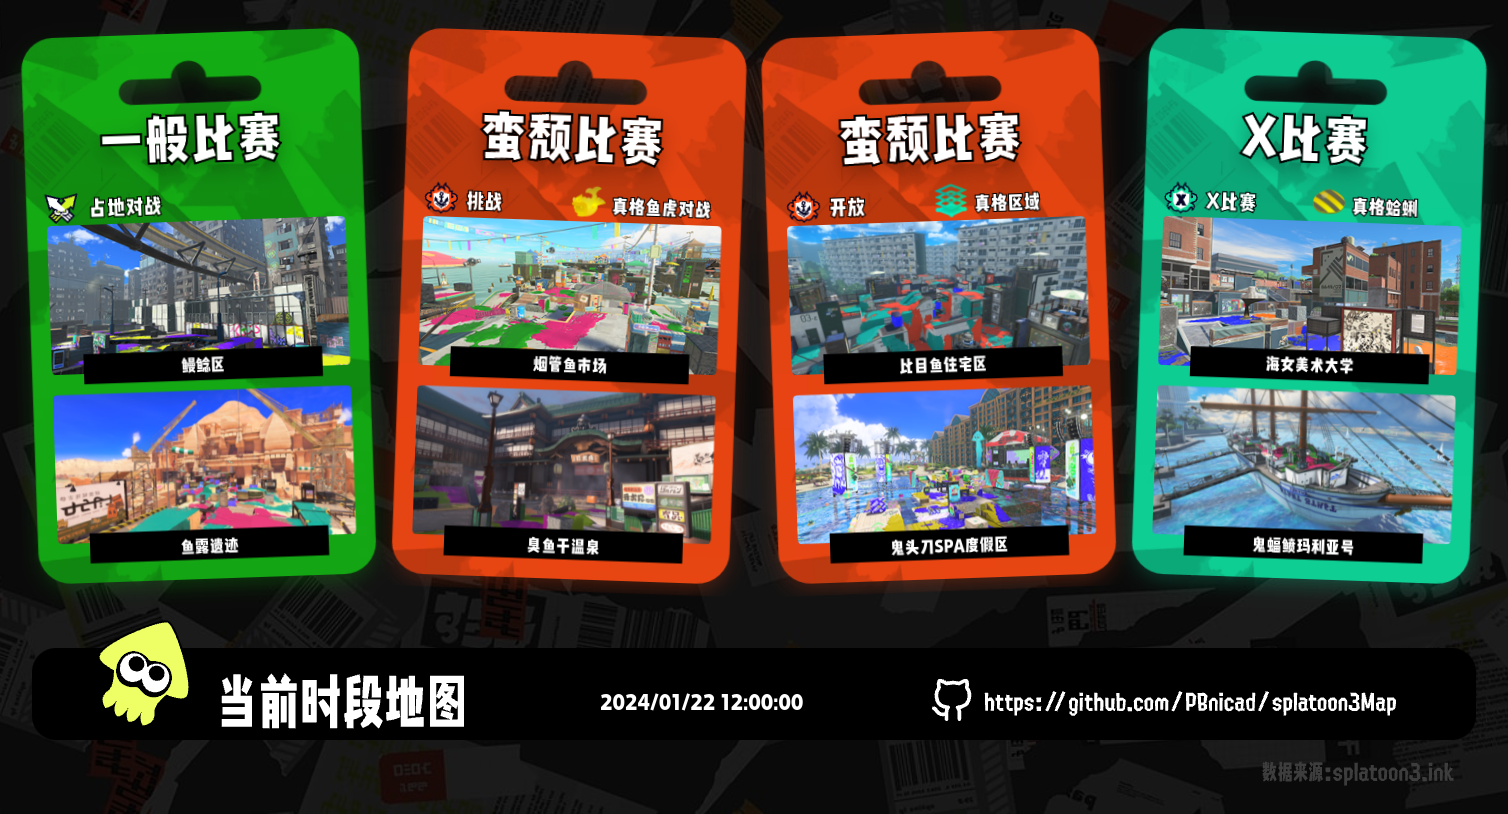 一般比赛
占地对战
鳗鲶区
鱼露遗迹
蛮颓比赛
挑战
真格鱼虎对战
烟管鱼市场
臭鱼干温泉
蛮颓比赛
开放
真格区域
比目鱼住宅区
鬼头刀SPA度假区
X比赛
X比赛
真格蛤蜊
海女美术大学
鬼蝠鲼玛利亚号
当前时段地图
2024/01/22 12:00:00
https://github.com/PBnicad/splatoon3Map
数据来源:splatoon3.ink